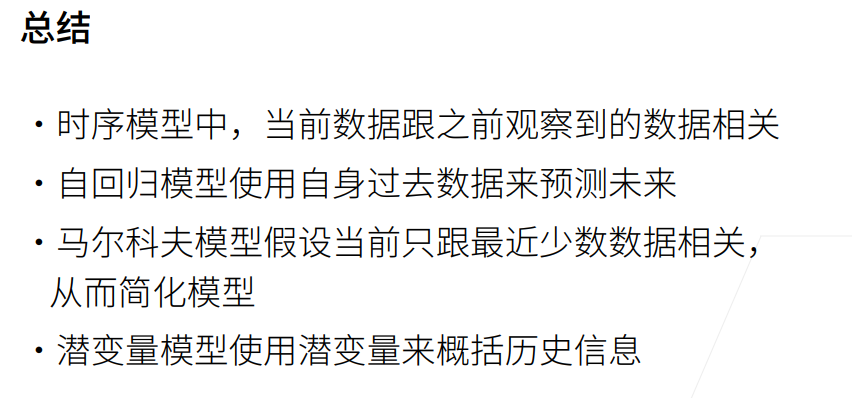 总结
• 时序模型中，当前数据跟之前观察到的数据相关
• 自回归模型使用自身过去数据来预测未来
• 马尔科夫模型假设当前只跟最近少数数据相关，
从而简化模型
• 潜变量模型使用潜变量来概括历史信息